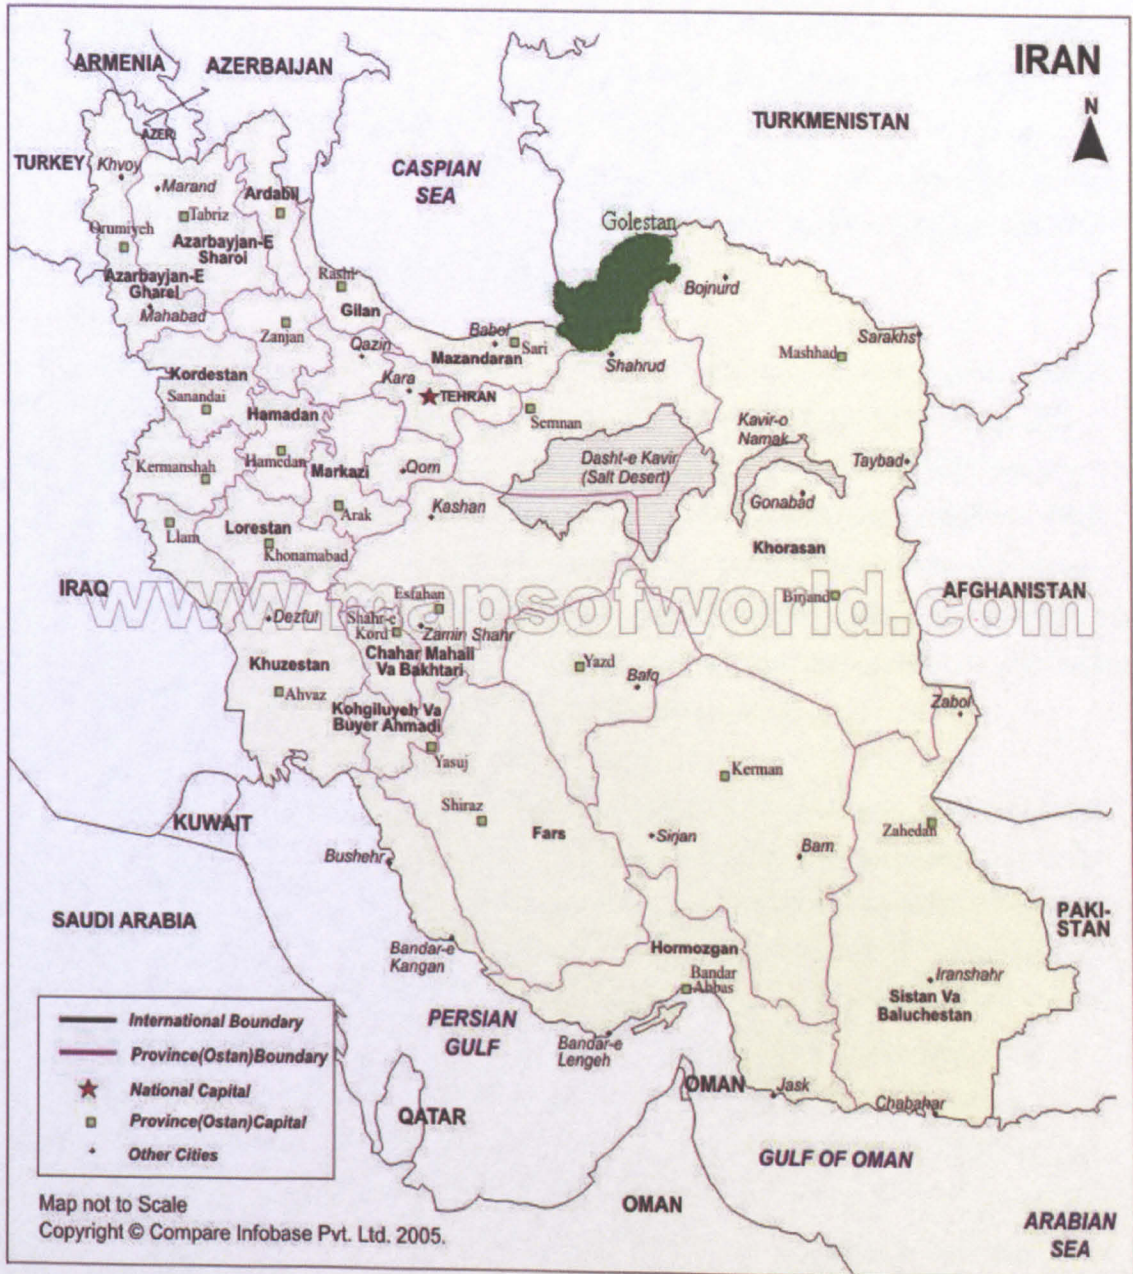 IRAN
ARMENIA
AZERBAIJAN
N
TURKMENISTAN
AZER.
TURKEY
Khvoy
CASPIAN
SEA
Marand
Ardabil
Tabriz
Orumiyeh
Golestan
Azarbayjan-E
Sharoi
Azarbayjan-E
Gharel
Rasht
Bojnurd
Mahabad
Gilan
Zanjan
Qazin
Babol
Sari
Mazandaran
Sarakhs
Mashhad
Shahrud
Kordestan
Kara
TEHRAN
Sanandai
Hamadan
Semnan
Kavir-o
Namak
Kermanshah
Hamedan
Markazi
Qom
Dasht-e Kavir
(Salt Desert)
Taybad
Gonabad
Kashan
Arak
Llam
Lorestan
Khonamabad
Khorasan
IRAQ
www.mapsofworld.com
AFGHANISTAN
Esfahan
Birjand
Dezful
Shahr-e
Kord
Zamin Shahr
Chahar Mahall
Va Bakhtari
Khuzestan
Yazd
Bafq
Ahvaz
Kohgiluyeh Va
Buyer Ahmadi
Zabol
Yasuj
Kerman
Shiraz
KUWAIT
Fars
Sirjan
Zahedan
Bam
Bushehr
SAUDI ARABIA
PAKI-
STAN
Bandar-e
Kangan
Hormozgan
Bandar
Abbas
Iranshahr
Sistan Va
Baluchestan
International Boundary
PERSIAN
GULF
Bandar-e
Lengeh
Province(Ostan)Boundary
National Capital
OMAN
Jask
Province(Ostan)Capital
QATAR
Chabahar
Other Cities
GULF OF OMAN
Map not to Scale
OMAN
Copyright © Compare Infobase Pvt. Ltd. 2005.
ARABIAN
SEA